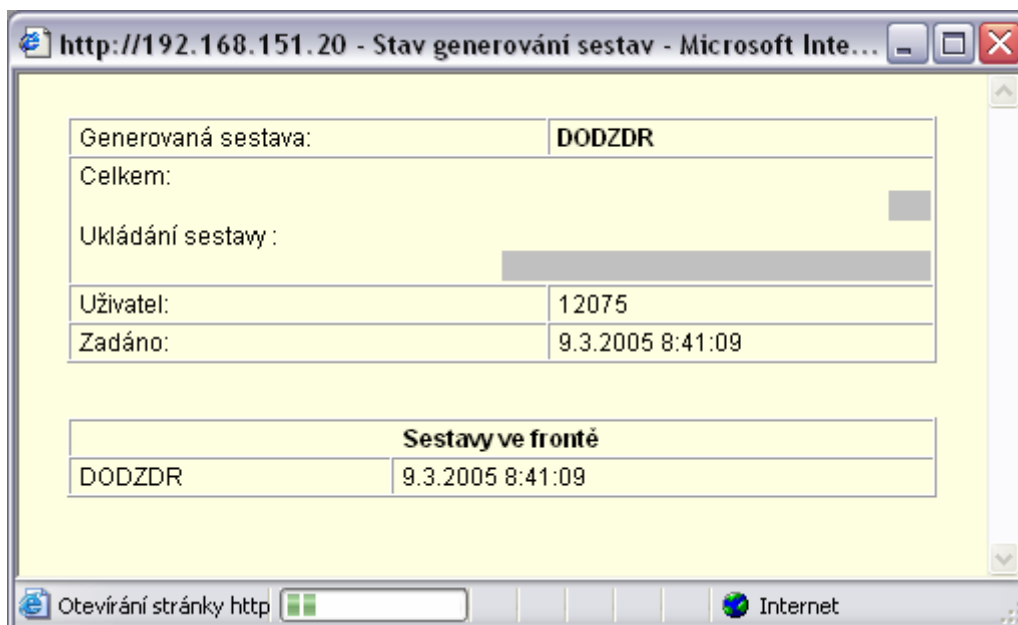 http://192.168.151.20 - Stav generování sestav - Microsoft Inte...
Generovaná sestava: DODZDR
Celkem:
Ukládání sestavy :
Uživatel: 12075
Zadáno: 9.3.2005 8:41:09
Sestavy ve frontě
DODZDR 9.3.2005 8:41:09
Otevírání stránky http Internet